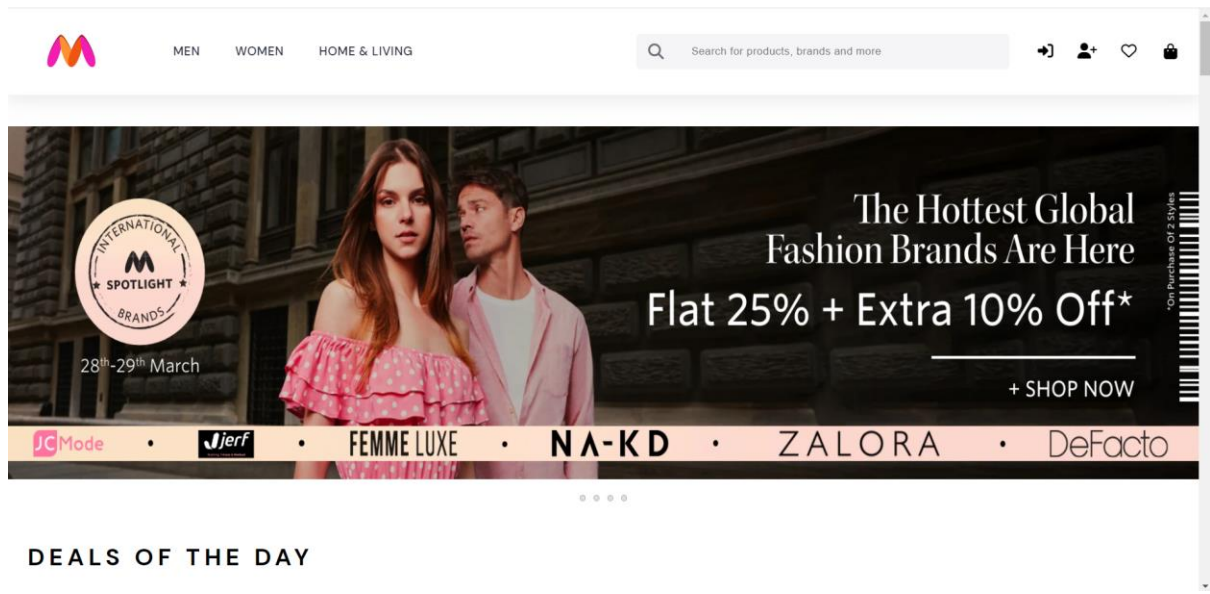 MEN WOMEN HOME & LIVING
Search for products, brands and more
INTERNATIONAL
SPOTLIGHT
BRANDS
28th-29th March
The Hottest Global
Fashion Brands Are Here
Flat 25% + Extra 10% Off*
+ SHOP NOW
*On Purchase Of 2 Styles
JC Mode • Jjerf • FEMME LUXE • NA-KD • ZALORA • DeFacto
DEALS OF THE DAY